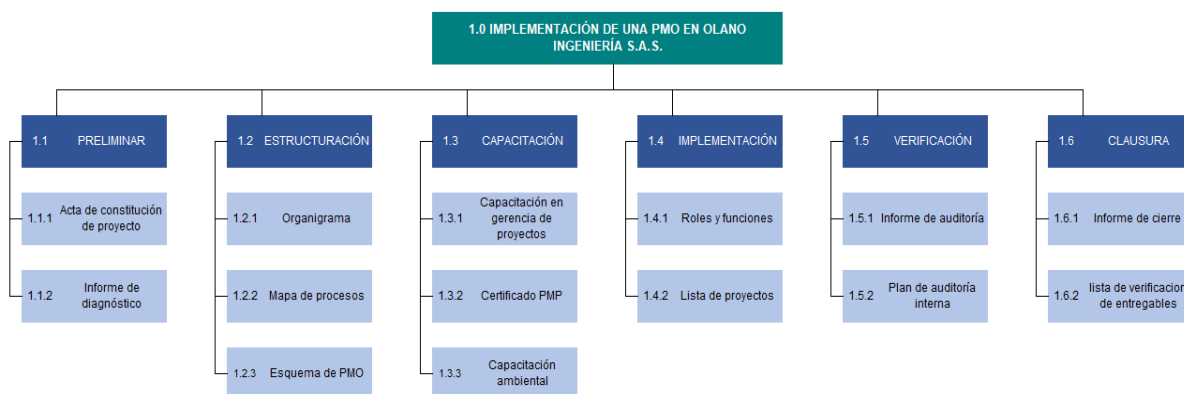 1.0 IMPLEMENTACIÓN DE UNA PMO EN OLANO
INGENIERÍA S.A.S.
1.1 PRELIMINAR
1.2 ESTRUCTURACIÓN
1.3 CAPACITACIÓN
1.4 IMPLEMENTACIÓN
1.5 VERIFICACIÓN
1.6 CLAUSURA
1.1.1 Acta de constitución
de proyecto
1.2.1 Organigrama
1.3.1 Capacitación en
gerencia de
proyectos
1.4.1 Roles y funciones
1.5.1 Informe de auditoría
1.6.1 Informe de cierre
1.1.2 Informe de
diagnóstico
1.2.2 Mapa de procesos
1.3.2 Certificado PMP
1.4.2 Lista de proyectos
1.5.2 Plan de auditoría
interna
1.6.2 lista de verificacion
de entregables
1.2.3 Esquema de PMO
1.3.3 Capacitación
ambiental